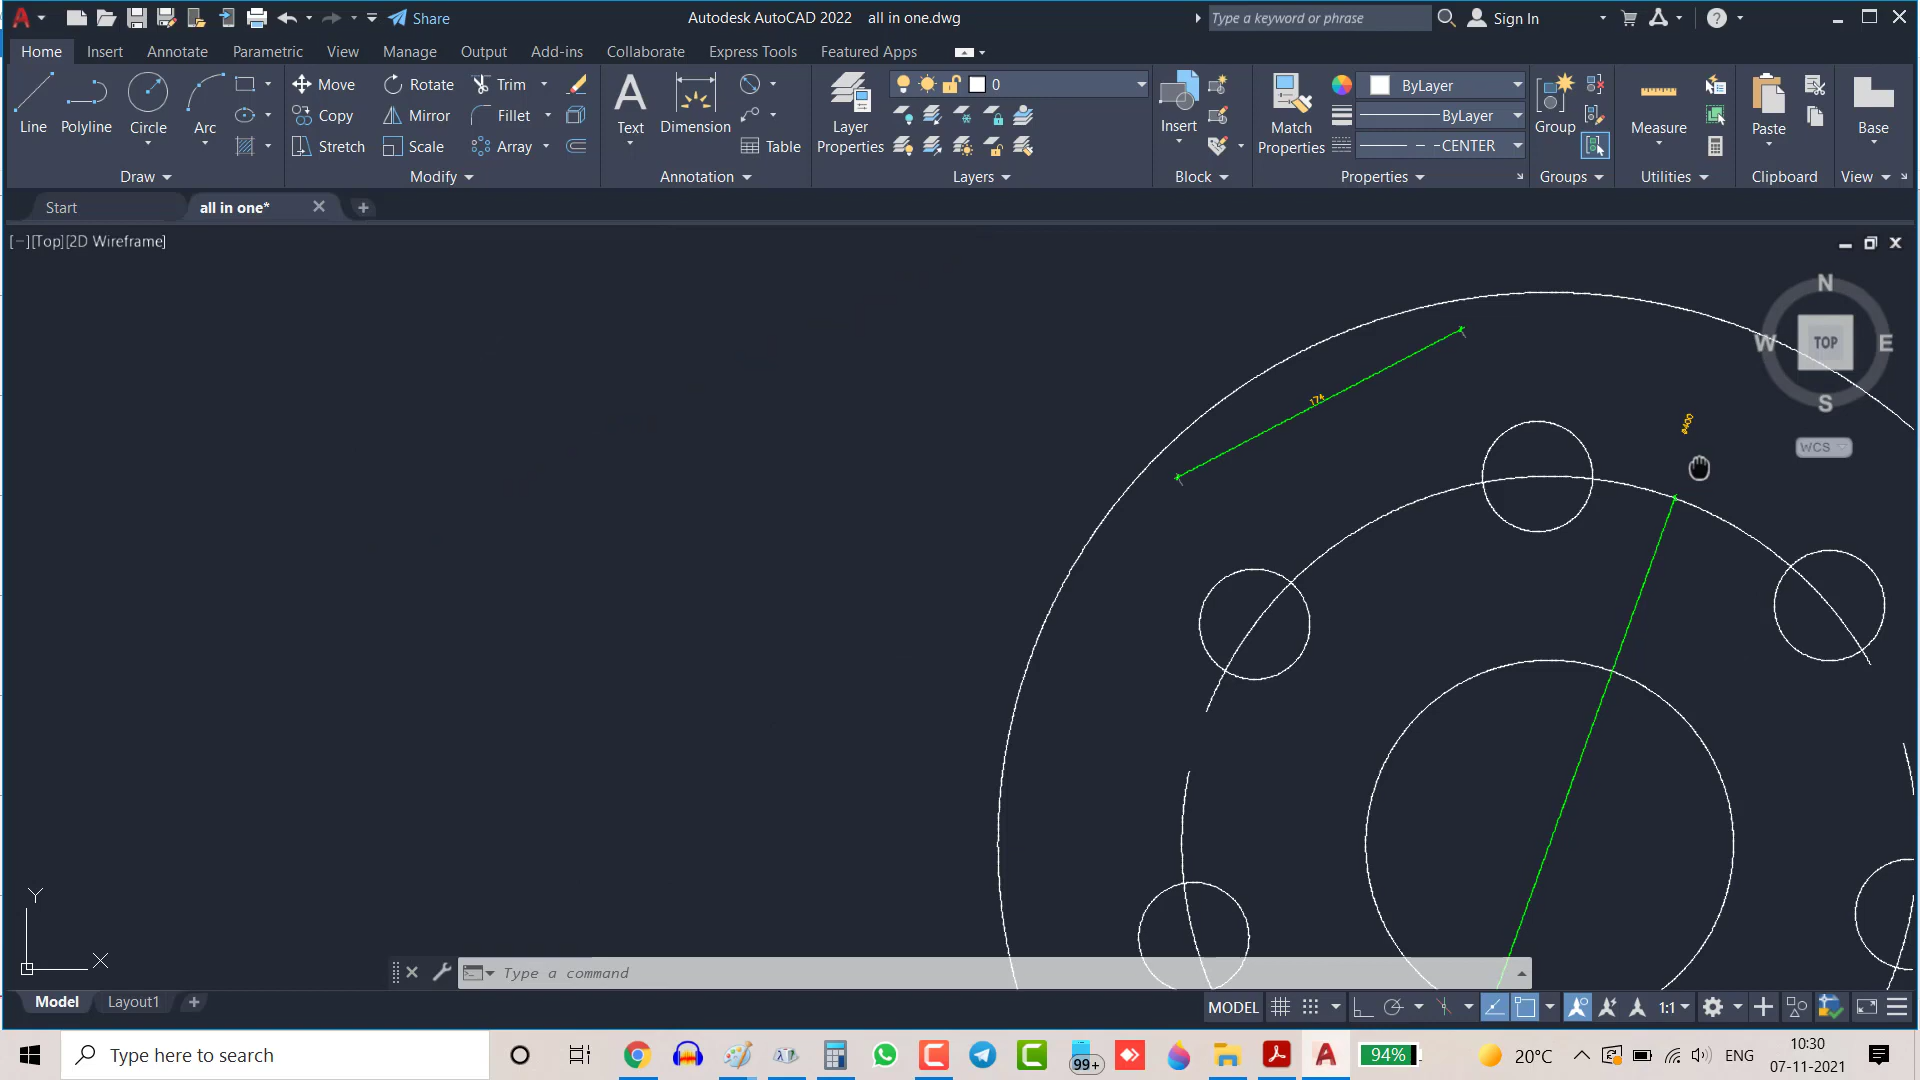 Share
Autodesk AutoCAD 2022 all in one.dwg
Type a keyword or phrase
Sign In
Home Insert Annotate Parametric View Manage Output Add-ins Collaborate Express Tools Featured Apps
Line
Polyline
Circle
Arc
Move
Rotate
Trim
Copy
Mirror
Fillet
Stretch
Scale
Array
Text
Dimension
Table
Layer
Properties
0
Insert
Match
Properties
ByLayer
ByLayer
CENTER
Group
Measure
Paste
Base
Draw
Modify
Annotation
Layers
Block
Properties
Groups
Utilities
Clipboard
View
Start
all in one*
[−][Top][2D Wireframe]
N
W
TOP
E
S
WCS
174
ϕ400
Y
X
Type a command
Model
Layout1
MODEL
1:1
Type here to search
99+
94%
20°C
ENG
10:30
07-11-2021